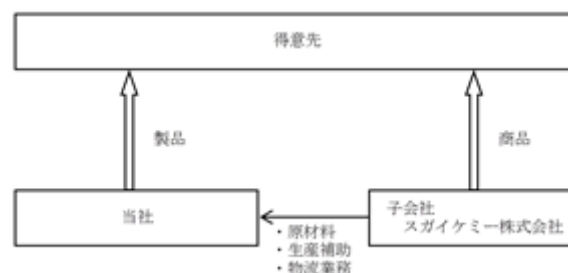 得意先
製品
商品
当社
子会社
スガイケミー株式会社
・原材料
・生産補助
・物流業務